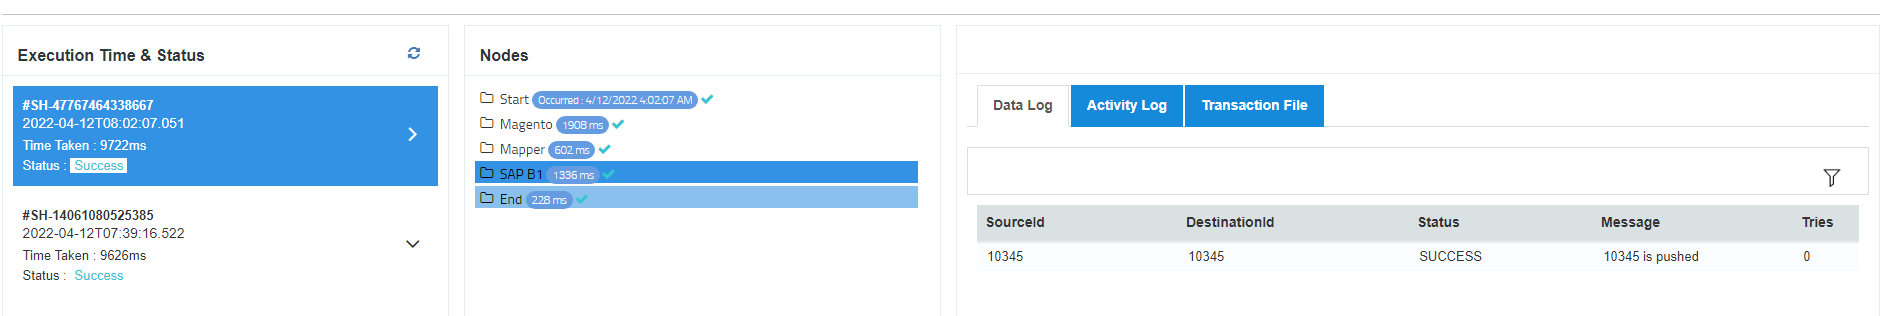 Execution Time & Status
#SH-47767464338667
2022-04-12T08:02:07.051
Time Taken : 9722ms
Status : Success
#SH-14061080525385
2022-04-12T07:39:16.522
Time Taken : 9626ms
Status : Success
Nodes
Start Occurred : 4/12/2022 4:02:07 AM
Magento 1908 ms
Mapper 602 ms
SAP B1 1336 ms
End 228 ms
Data Log Activity Log Transaction File
SourceId DestinationId Status Message Tries
10345 10345 SUCCESS 10345 is pushed 0